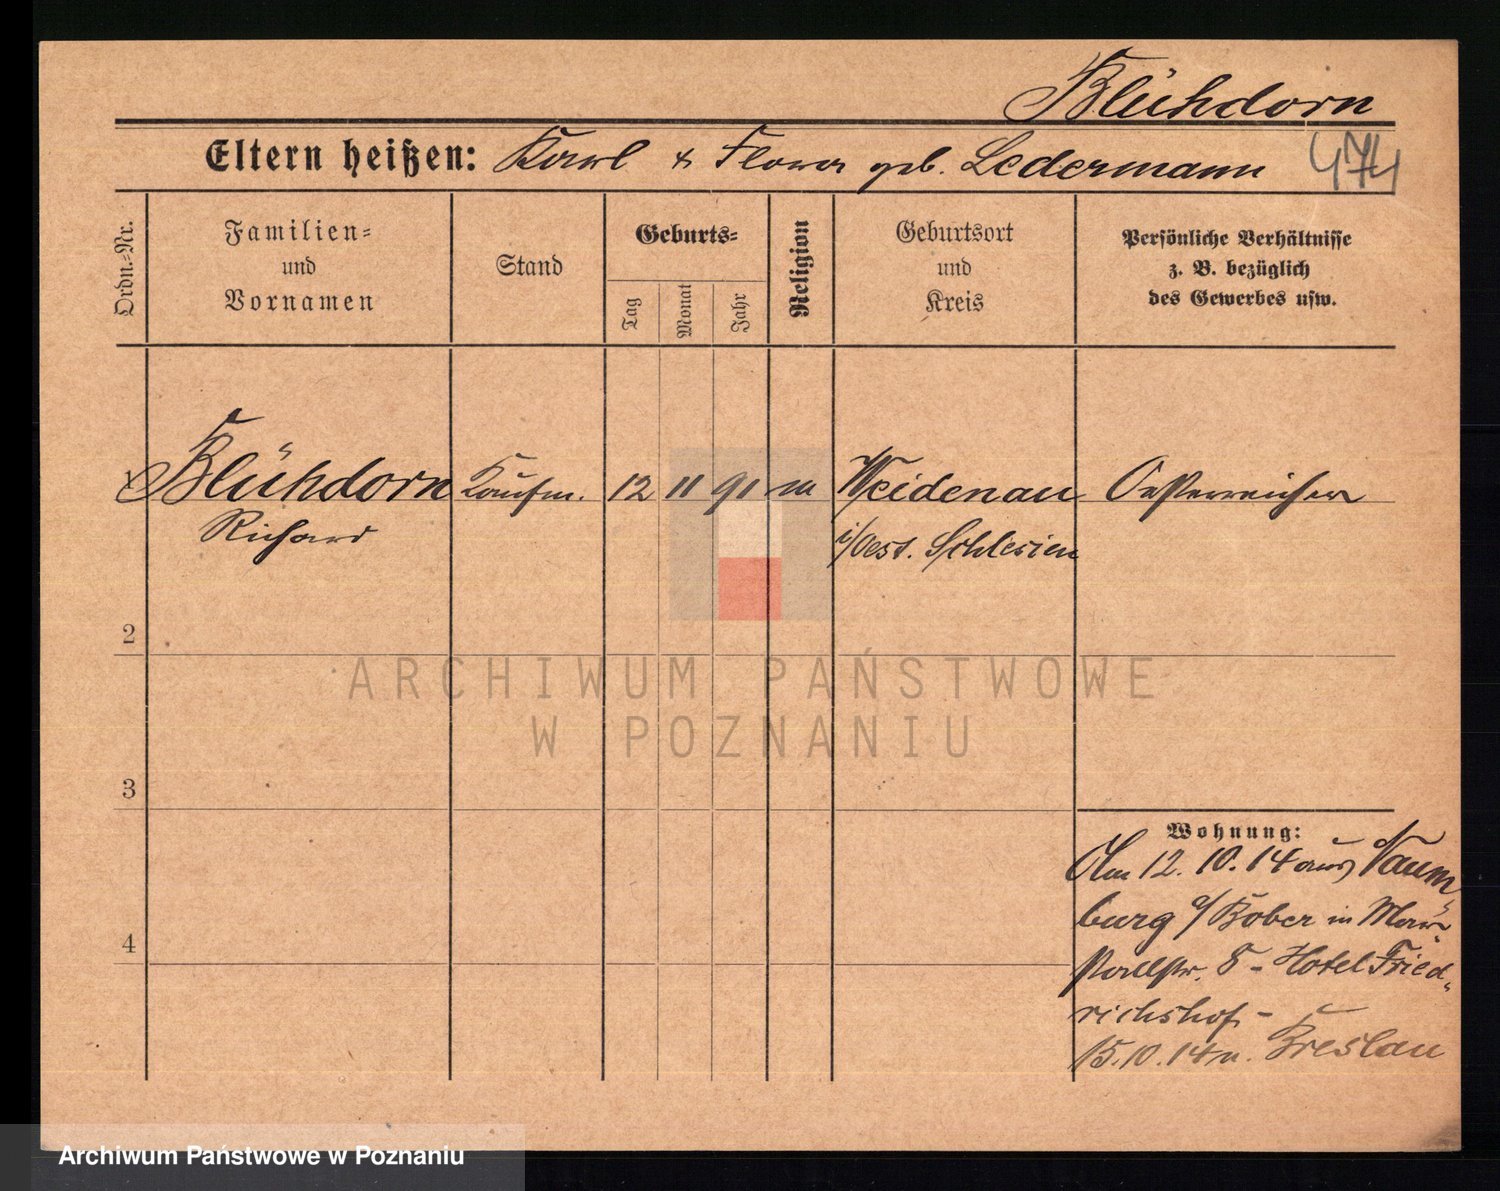 Blühdorn
Eltern heißen: Karl & Flora geb. Ledermann 474
Ordn.-Nr.
Familien-
und
Vornamen
Stand
Geburts-
Tag
Monat
Jahr
Religion
Geburtsort
und
Kreis
Persönliche Verhältnisse
z. B. bezüglich
des Gewerbes usw.
1 Blühdorn Kaufm. 12 11 91 m Weidenau Oesterreicher
Richard i/Oest. Schlesien
2
3
4
Wohnung:
Am 12. 10. 14 aus Naum-
burg a/Bober in Mar-
stallstr. 8 - Hotel Fried-
richshof -
15.10.14 n. Breslau
ARCHIWUM PAŃSTWOWE
W POZNANIU
Archiwum Państwowe w Poznaniu